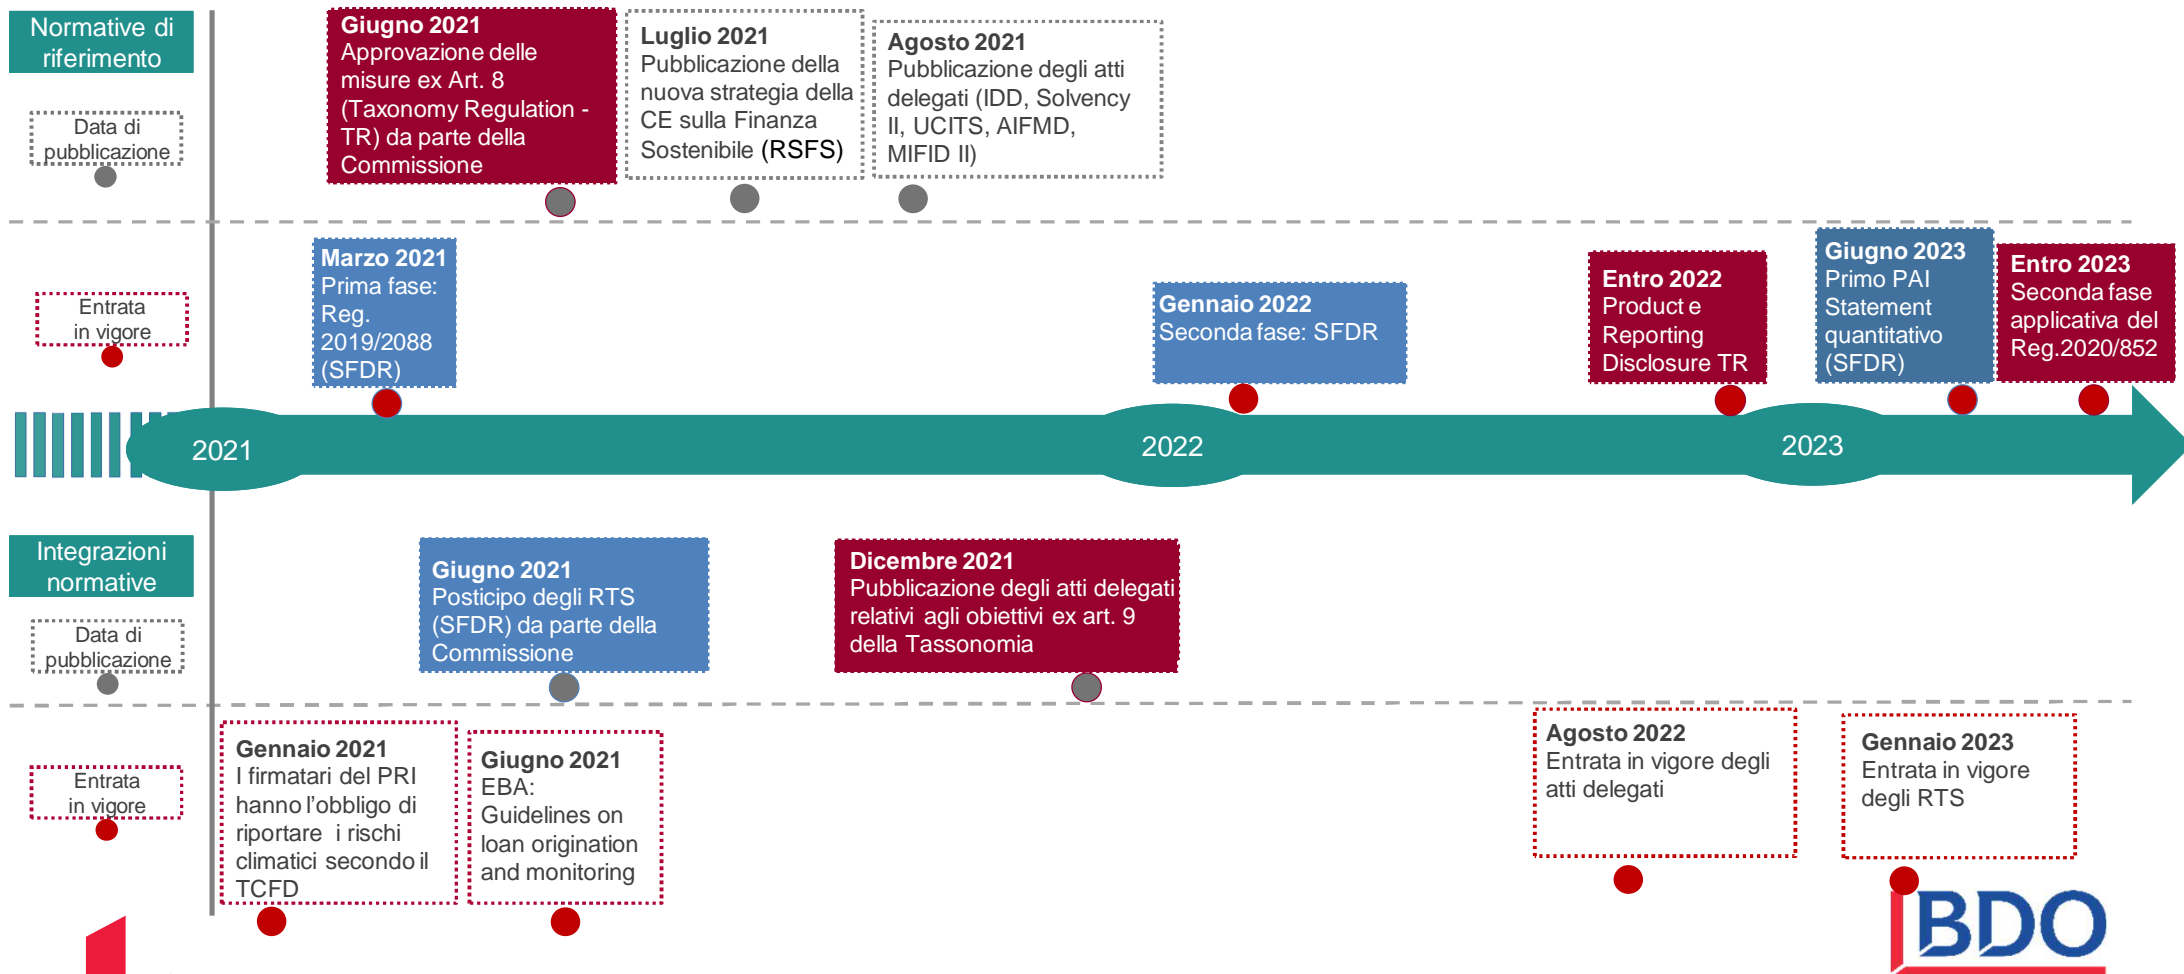 Normative di
riferimento
Data di
pubblicazione
Giugno 2021
Approvazione delle
misure ex Art. 8
(Taxonomy Regulation -
TR) da parte della
Commissione
Luglio 2021
Pubblicazione della
nuova strategia della
CE sulla Finanza
Sostenibile (RSFS)
Agosto 2021
Pubblicazione degli atti
delegati (IDD, Solvency
II, UCITS, AIFMD,
MIFID II)
Entrata
in vigore
Marzo 2021
Prima fase:
Reg.
2019/2088
(SFDR)
Gennaio 2022
Seconda fase: SFDR
Entro 2022
Product e
Reporting
Disclosure TR
Giugno 2023
Primo PAI
Statement
quantitativo
(SFDR)
Entro 2023
Seconda fase
applicativa del
Reg.2020/852
2021
2022
2023
Integrazioni
normative
Data di
pubblicazione
Giugno 2021
Posticipo degli RTS
(SFDR) da parte della
Commissione
Dicembre 2021
Pubblicazione degli atti delegati
relativi agli obiettivi ex art. 9
della Tassonomia
Entrata
in vigore
Gennaio 2021
I firmatari del PRI
hanno l'obbligo di
riportare i rischi
climatici secondo il
TCFD
Giugno 2021
EBA:
Guidelines on
loan origination
and monitoring
Agosto 2022
Entrata in vigore degli
atti delegati
Gennaio 2023
Entrata in vigore
degli RTS
BDO